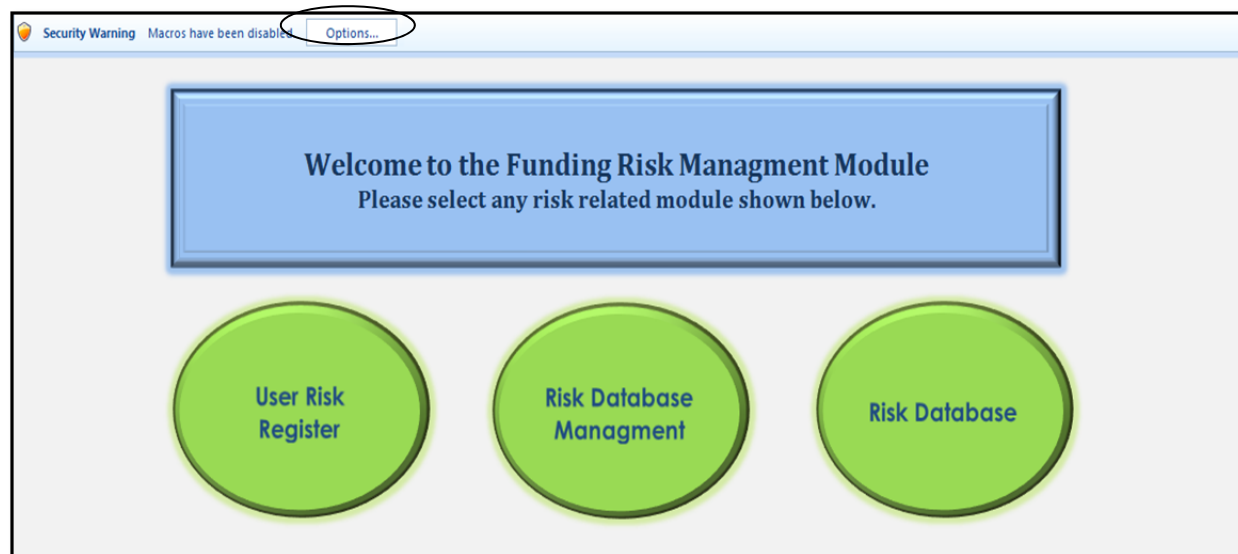 Security Warning Macros have been disabled Options...
Welcome to the Funding Risk Managment Module
Please select any risk related module shown below.
User Risk
Register
Risk Database
Managment
Risk Database